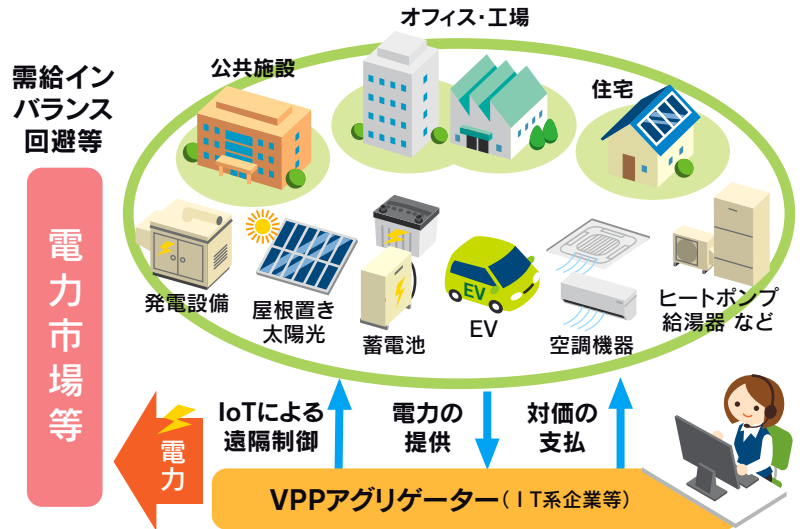 オフィス・工場
公共施設
住宅
需給イン
バランス
回避等
電力市場等
発電設備
屋根置き
太陽光
蓄電池
EV
EV
空調機器
ヒートポンプ
給湯器 など
電力
IoTによる
遠隔制御
電力の
提供
対価の
支払
VPPアグリゲーター（IT系企業等）